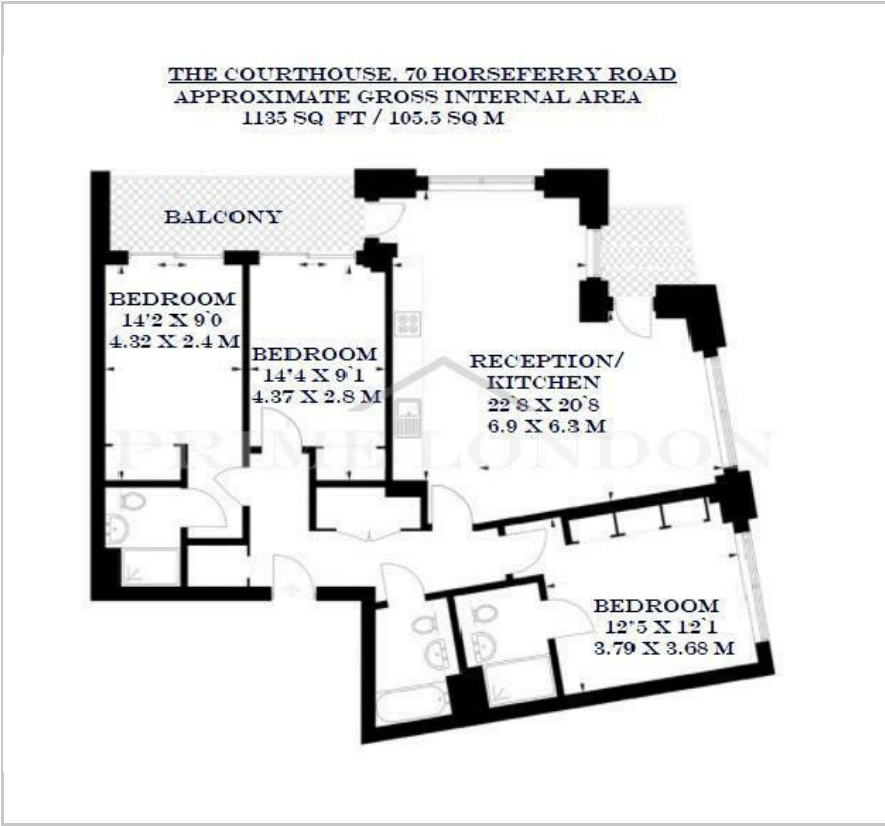 THE COURTHOUSE, 70 HORSEFERRY ROAD
APPROXIMATE GROSS INTERNAL AREA
1135 SQ FT / 105.5 SQ M
BALCONY
BEDROOM
14'2 X 9'0
4.32 X 2.4 M
BEDROOM
14'4 X 9'1
4.37 X 2.8 M
RECEPTION/
KITCHEN
22'8 X 20'8
6.9 X 6.3 M
PRIME LONDON
BEDROOM
12'5 X 12'1
3.79 X 3.68 M